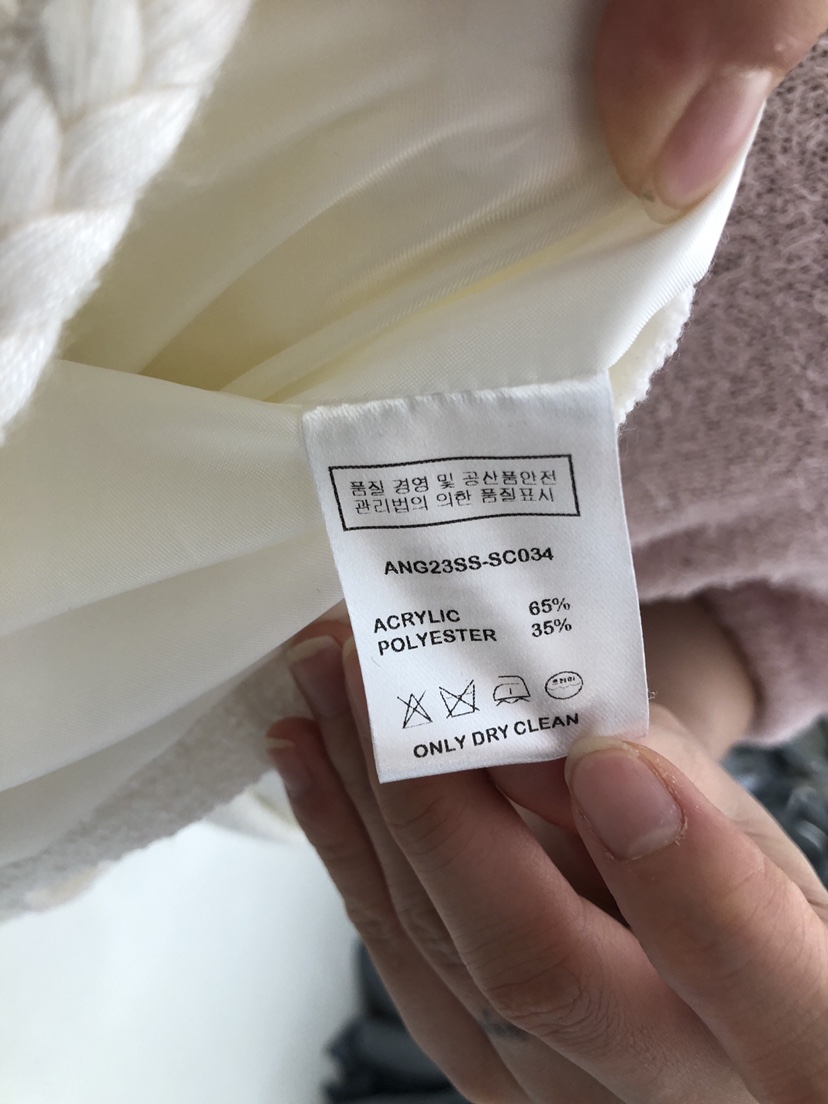 품질 경영 및 공산품안전
관리법의 의한 품질표시
ANG23SS-SC034
ACRYLIC 65%
POLYESTER 35%
ONLY DRY CLEAN